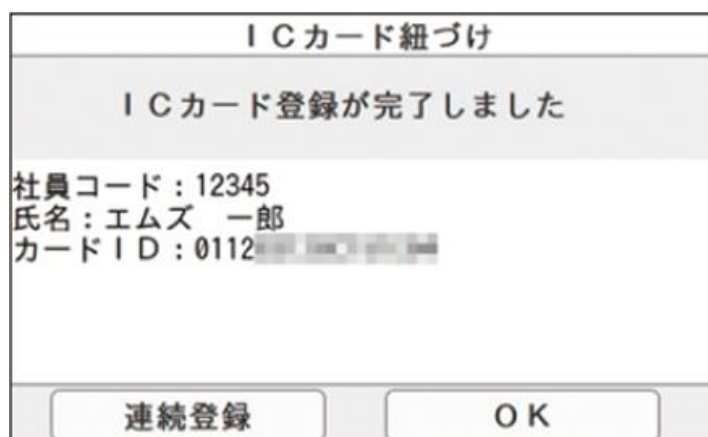 ＩＣカード紐づけ
ＩＣカード登録が完了しました
社員コード：12345
氏名：エムズ　一郎
カードＩＤ：0112
連続登録
ＯＫ